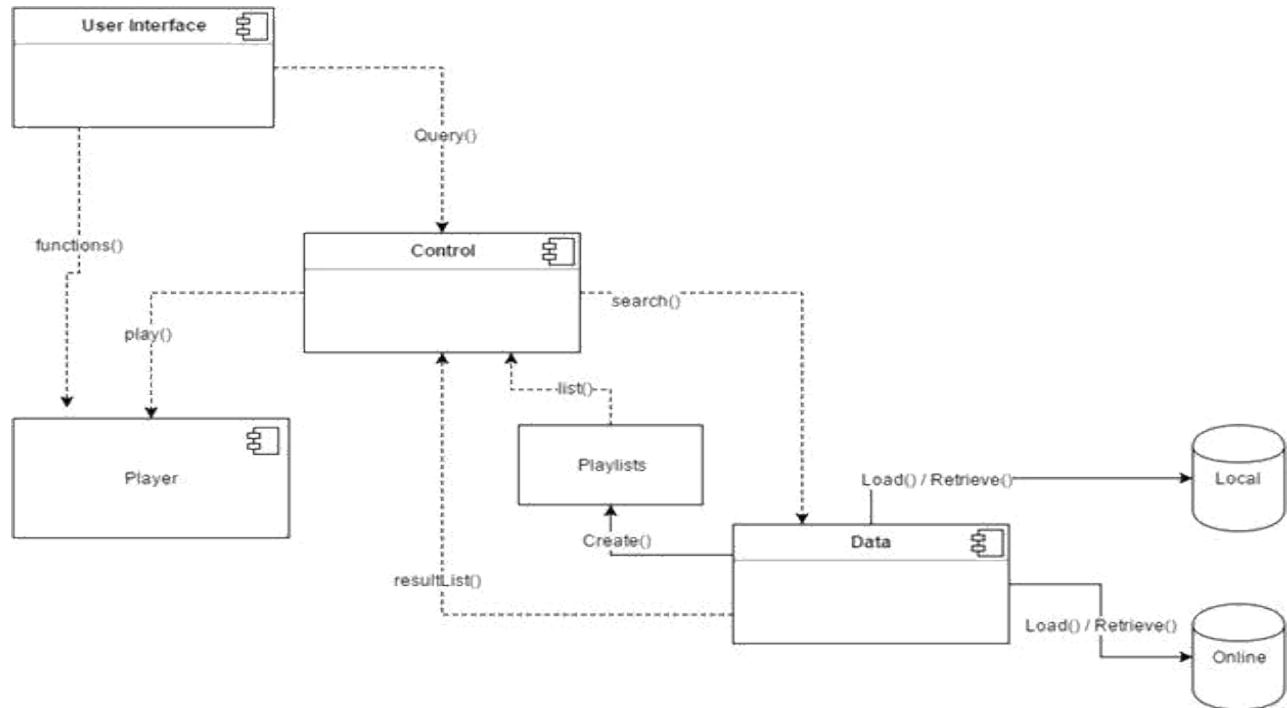 User Interface
Query()
functions()
Control
search()
play()
list()
Playlists
Player
Load() / Retrieve()
Local
Create()
Data
resultList()
Load() / Retrieve()
Online